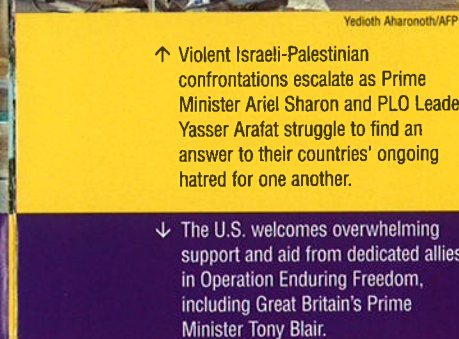 Yedioth Aharonoth/AFP
↑ Violent Israeli-Palestinian
confrontations escalate as Prime
Minister Ariel Sharon and PLO Leade
Yasser Arafat struggle to find an
answer to their countries' ongoing
hatred for one another.
↓ The U.S. welcomes overwhelming
support and aid from dedicated allies
in Operation Enduring Freedom,
including Great Britain's Prime
Minister Tony Blair.